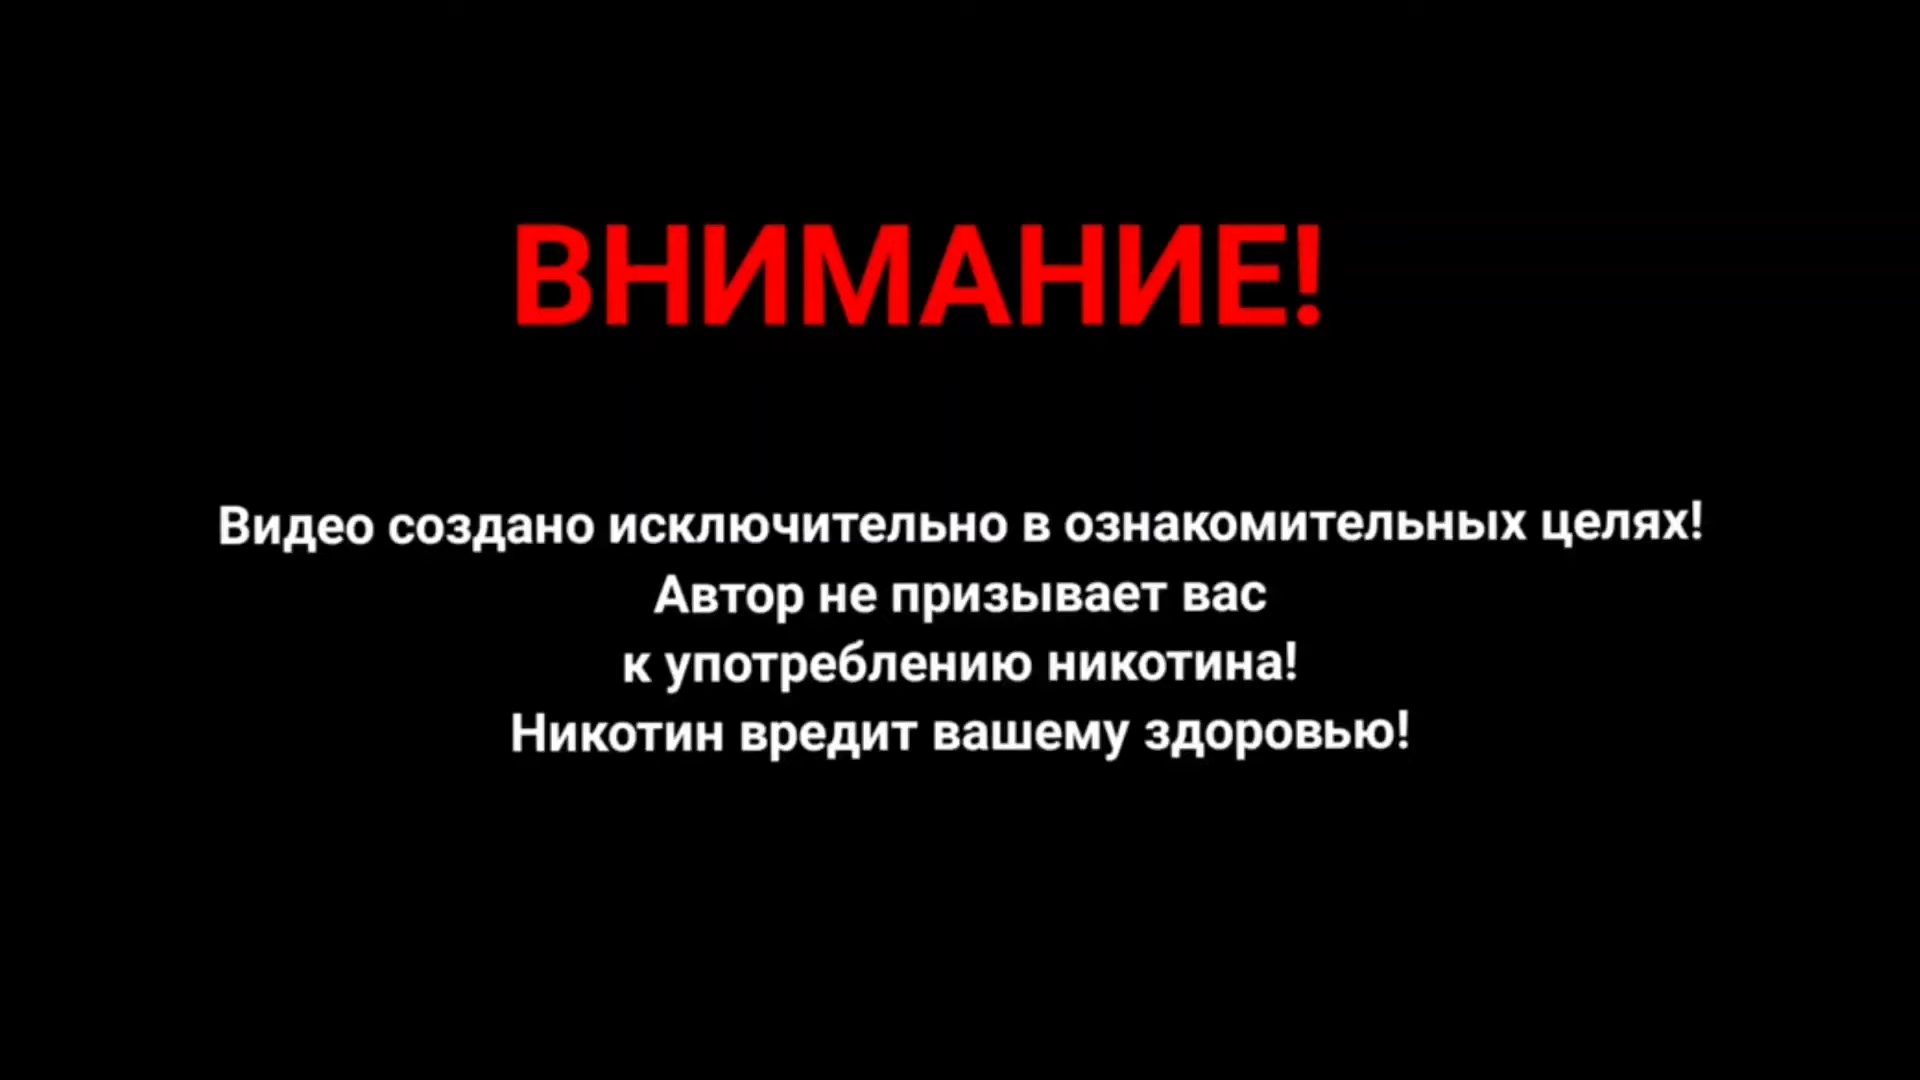 ВНИМАНИЕ!
Видео создано исключительно в ознакомительных целях!
Автор не призывает вас
к употреблению никотина!
Никотин вредит вашему здоровью!